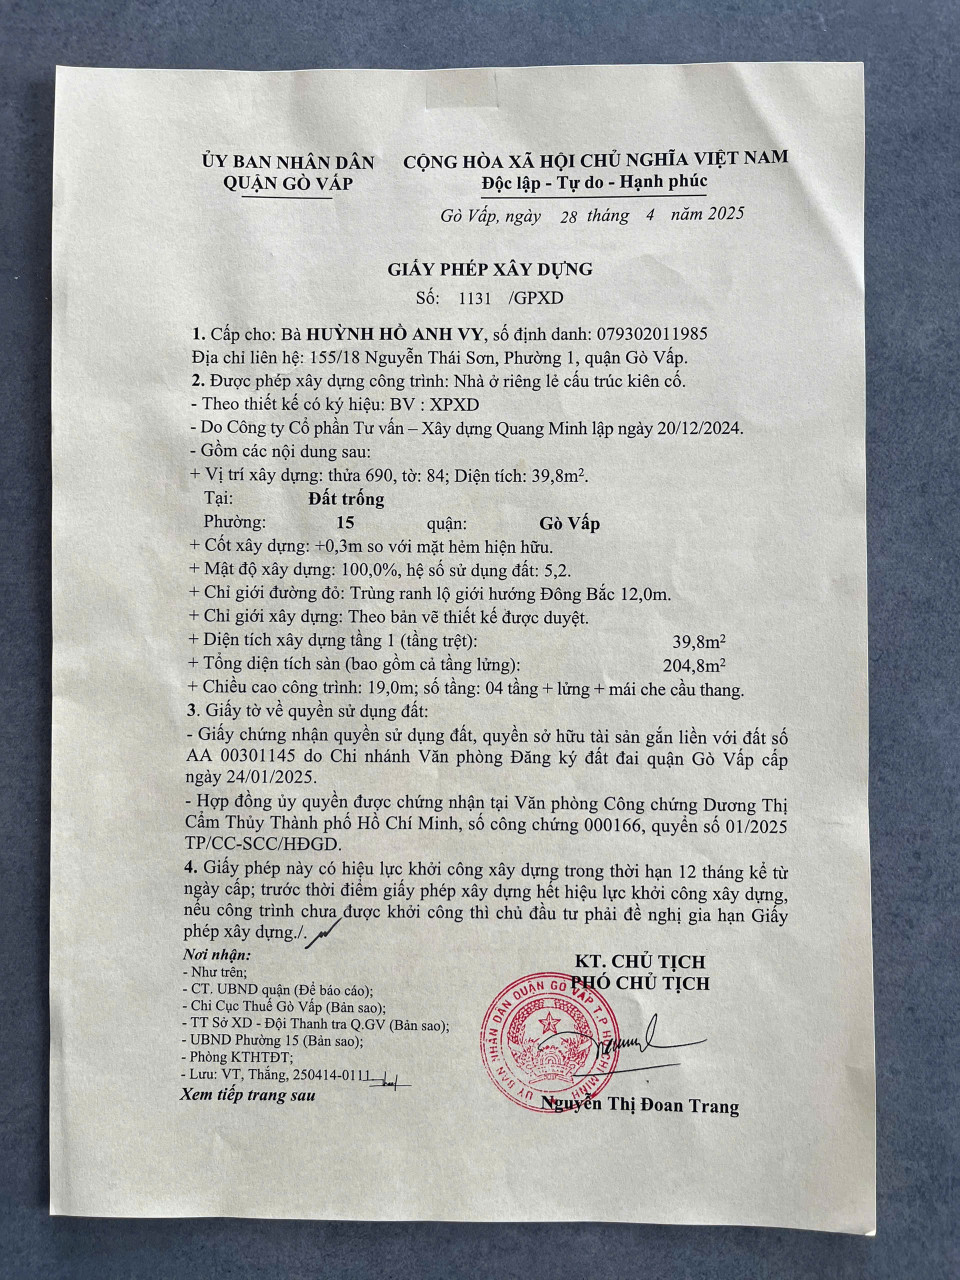 ỦY BAN NHÂN DÂN
QUẬN GÒ VẤP
CỘNG HÒA XÃ HỘI CHỦ NGHĨA VIỆT NAM
Độc lập - Tự do - Hạnh phúc
Gò Vấp, ngày 28 tháng 4 năm 2025
GIẤY PHÉP XÂY DỰNG
Số: 1131 /GPXD
1. Cấp cho: Bà HUỲNH HỒ ANH VY, số định danh: 079302011985
Địa chỉ liên hệ: 155/18 Nguyễn Thái Sơn, Phường 1, quận Gò Vấp.
2. Được phép xây dựng công trình: Nhà ở riêng lẻ cấu trúc kiên cố.
- Theo thiết kế có ký hiệu: BV : XPXD
- Do Công ty Cổ phần Tư vấn – Xây dựng Quang Minh lập ngày 20/12/2024.
- Gồm các nội dung sau:
+ Vị trí xây dựng: thửa 690, tờ: 84; Diện tích: 39,8m².
Tại: Đất trống
Phường: 15 quận: Gò Vấp
+ Cốt xây dựng: +0,3m so với mặt hẻm hiện hữu.
+ Mật độ xây dựng: 100,0%, hệ số sử dụng đất: 5,2.
+ Chỉ giới đường đỏ: Trùng ranh lộ giới hướng Đông Bắc 12,0m.
+ Chỉ giới xây dựng: Theo bản vẽ thiết kế được duyệt.
+ Diện tích xây dựng tầng 1 (tầng trệt): 39,8m²
+ Tổng diện tích sàn (bao gồm cả tầng lửng): 204,8m²
+ Chiều cao công trình: 19,0m; số tầng: 04 tầng + lửng + mái che cầu thang.
3. Giấy tờ về quyền sử dụng đất:
- Giấy chứng nhận quyền sử dụng đất, quyền sở hữu tài sản gắn liền với đất số
AA 00301145 do Chi nhánh Văn phòng Đăng ký đất đai quận Gò Vấp cấp
ngày 24/01/2025.
- Hợp đồng ủy quyền được chứng nhận tại Văn phòng Công chứng Dương Thị
Cẩm Thủy Thành phố Hồ Chí Minh, số công chứng 000166, quyển số 01/2025
TP/CC-SCC/HĐGD.
4. Giấy phép này có hiệu lực khởi công xây dựng trong thời hạn 12 tháng kể từ
ngày cấp; trước thời điểm giấy phép xây dựng hết hiệu lực khởi công xây dựng,
nếu công trình chưa được khởi công thì chủ đầu tư phải đề nghị gia hạn Giấy
phép xây dựng./.
Nơi nhận:
- Như trên;
- CT. UBND quận (Để báo cáo);
- Chi Cục Thuế Gò Vấp (Bản sao);
- TT Sở XD - Đội Thanh tra Q.GV (Bản sao);
- UBND Phường 15 (Bản sao);
- Phòng KTHTĐT;
- Lưu: VT, Thắng, 250414-0111
Xem tiếp trang sau
KT. CHỦ TỊCH
PHÓ CHỦ TỊCH
ỦY BAN NHÂN DÂN QUẬN GÒ VẤP T.P HỒ CHÍ MINH
Nguyễn Thị Đoan Trang